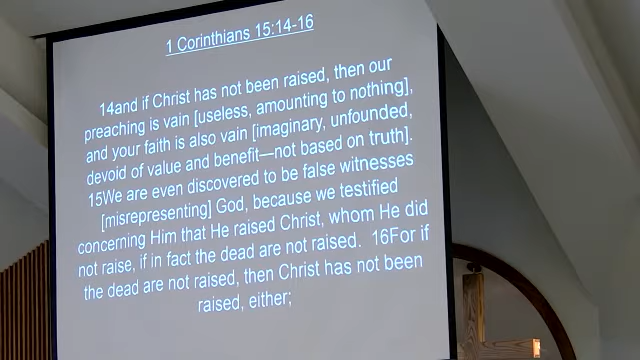 1 Corinthians 15:14-16
14and if Christ has not been raised, then our
preaching is vain [useless, amounting to nothing],
and your faith is also vain [imaginary, unfounded,
devoid of value and benefit—not based on truth].
15We are even discovered to be false witnesses
[misrepresenting] God, because we testified
concerning Him that He raised Christ, whom He did
not raise, if in fact the dead are not raised. 16For if
the dead are not raised, then Christ has not been
raised, either;